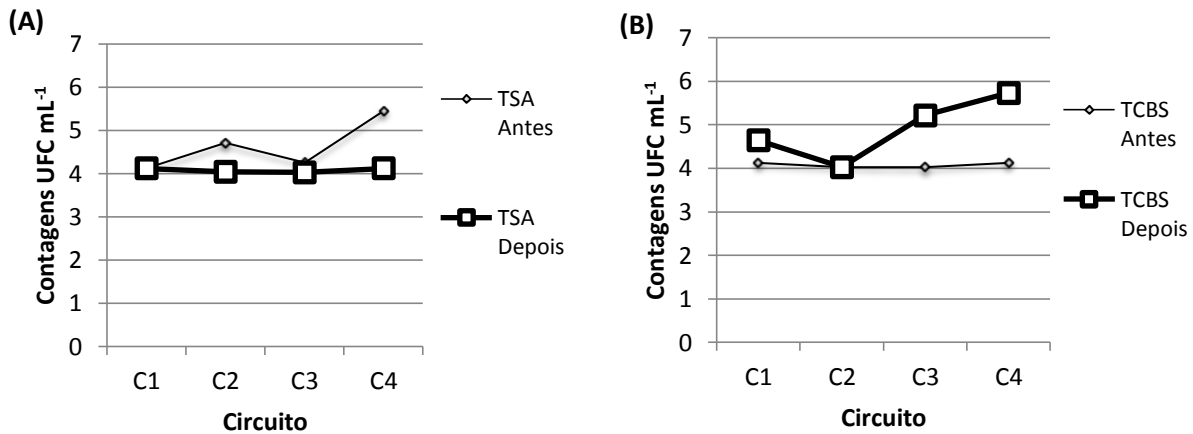 (A)
Contagens UFC mL⁻¹
7
6
5
4
3
2
1
0
C1 C2 C3 C4
Circuito
TSA
Antes
TSA
Depois
(B)
Contagens UFC mL⁻¹
7
6
5
4
3
2
1
0
C1 C2 C3 C4
Circuito
TCBS
Antes
TCBS
Depois